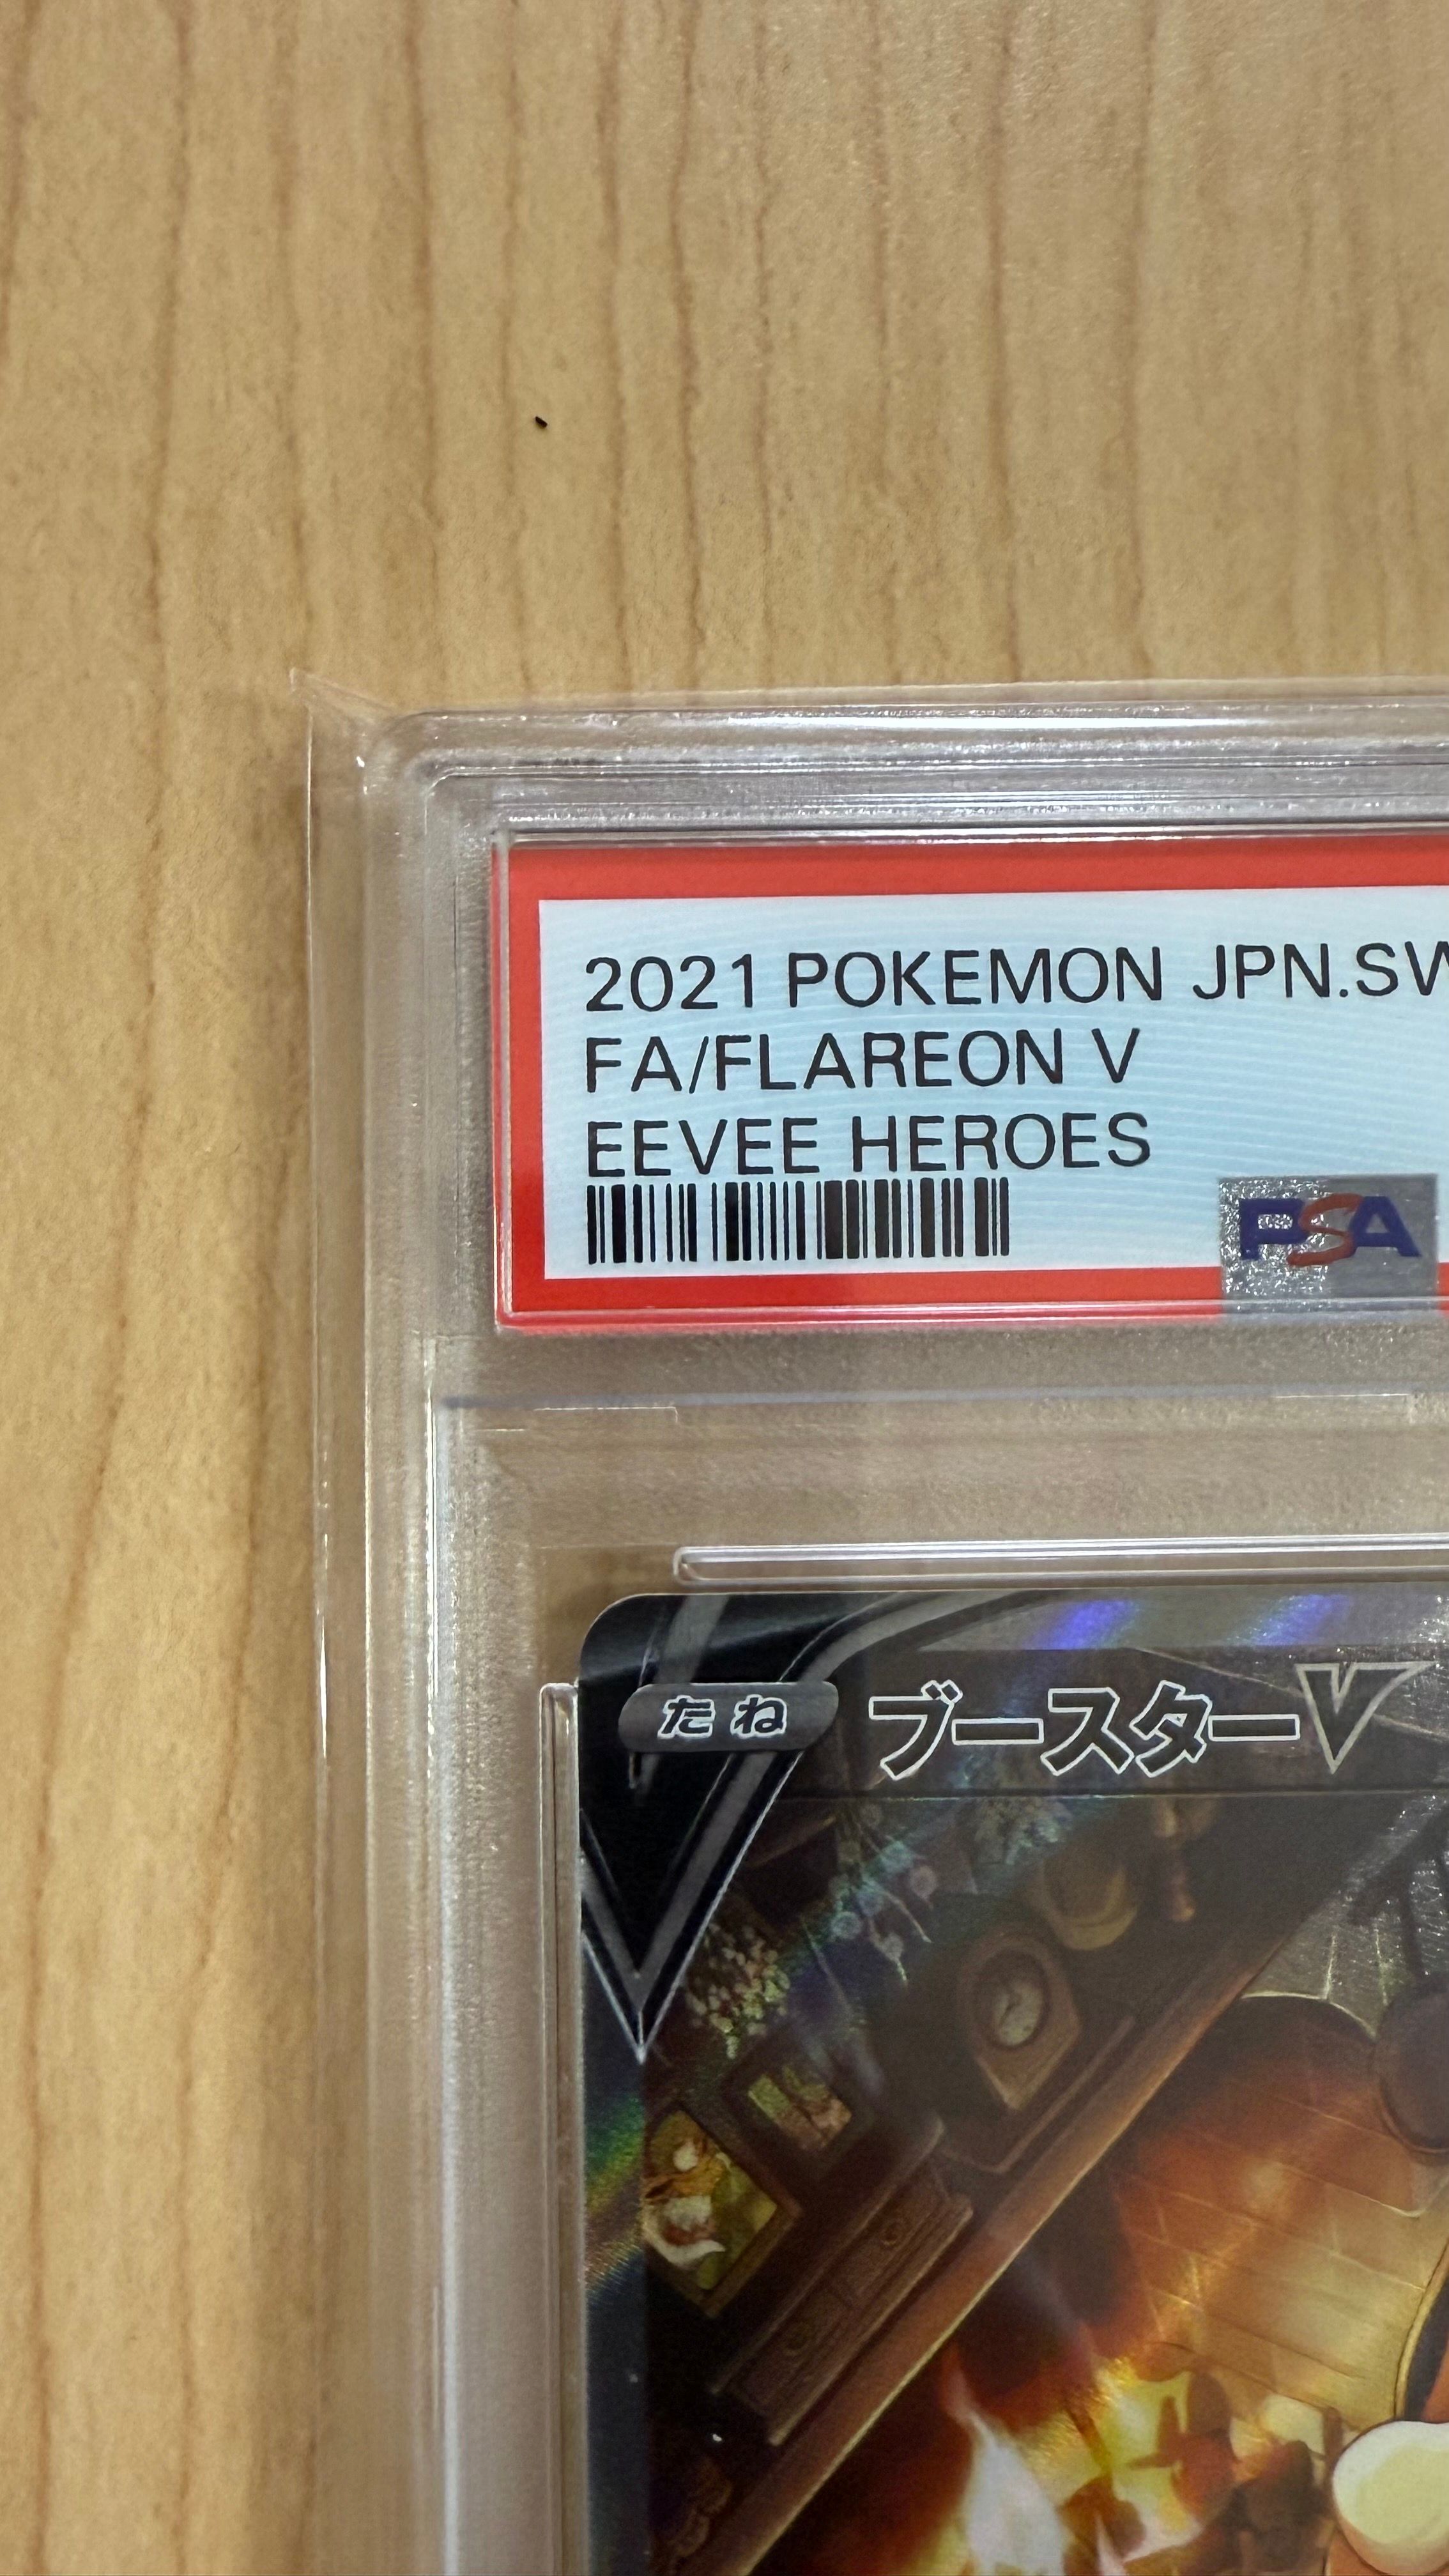 2021 POKEMON JPN.SW
FA/FLAREON V
EEVEE HEROES
PSA
たね ブースターV